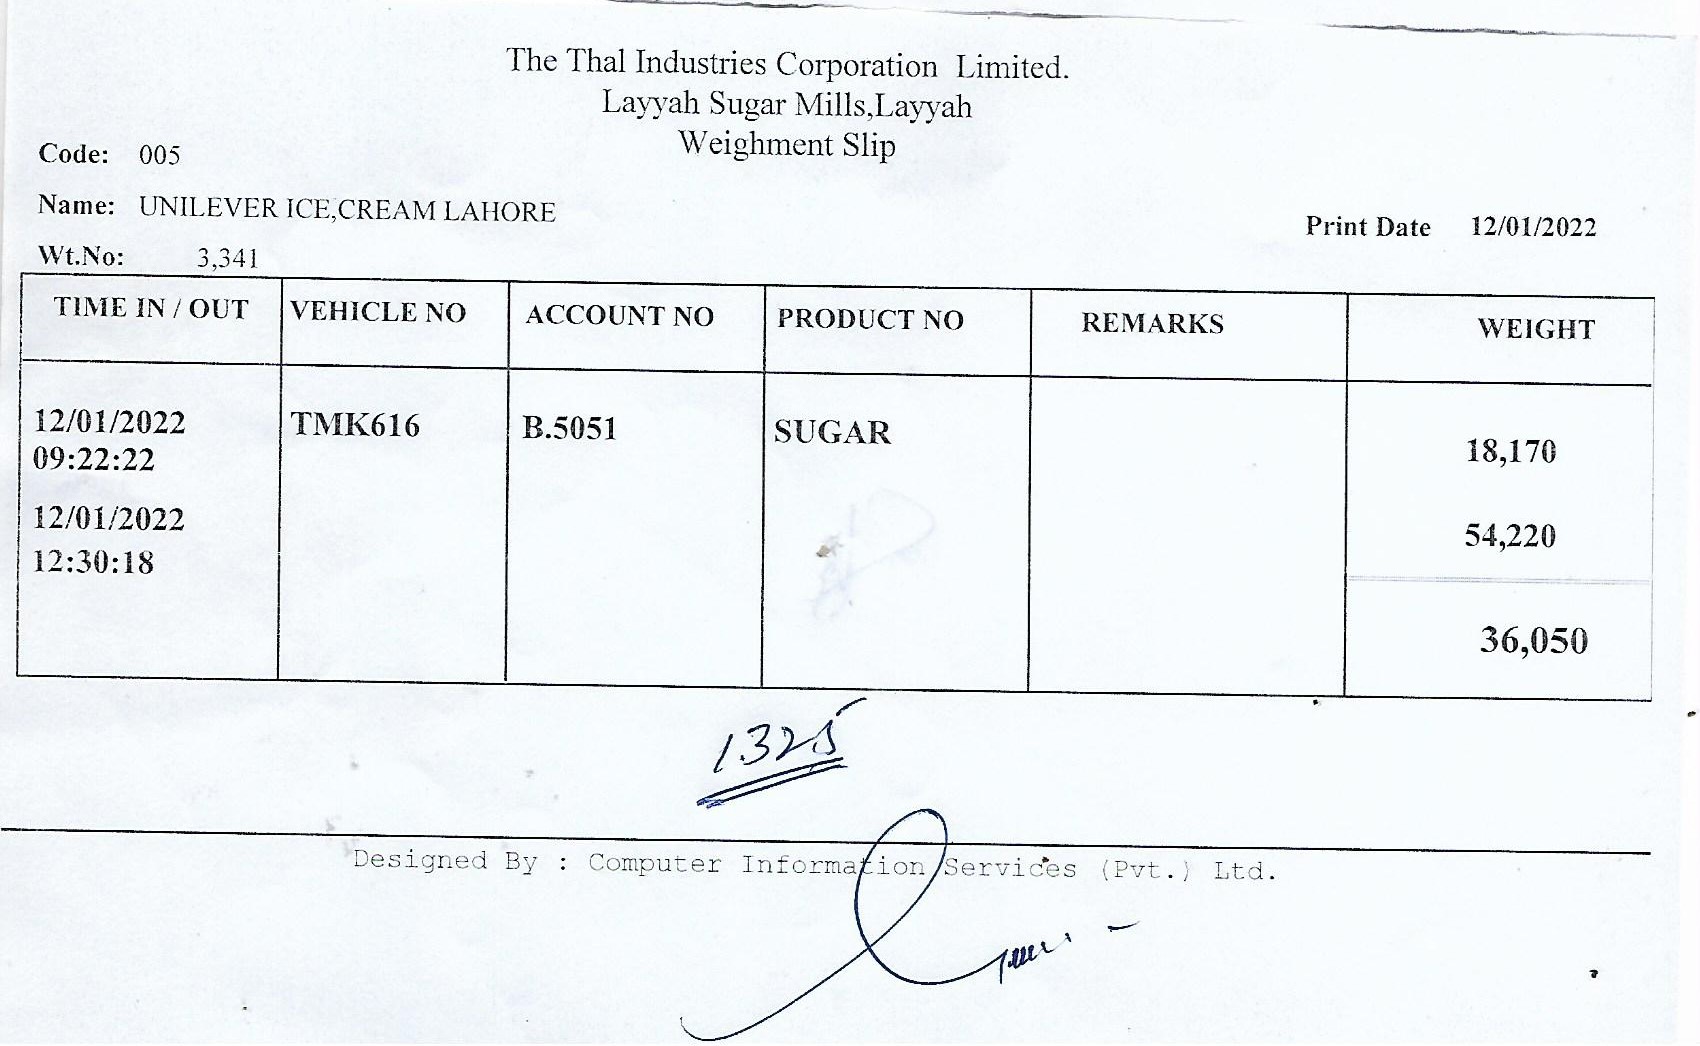 The Thal Industries Corporation Limited.
Layyah Sugar Mills,Layyah
Weighment Slip
Code: 005
Name: UNILEVER ICE,CREAM LAHORE
Print Date 12/01/2022
Wt.No: 3,341
TIME IN / OUT VEHICLE NO ACCOUNT NO PRODUCT NO REMARKS WEIGHT
12/01/2022 TMK616 B.5051 SUGAR 18,170
09:22:22
12/01/2022 54,220
12:30:18
36,050
1325
Designed By : Computer Information Services (Pvt.) Ltd.